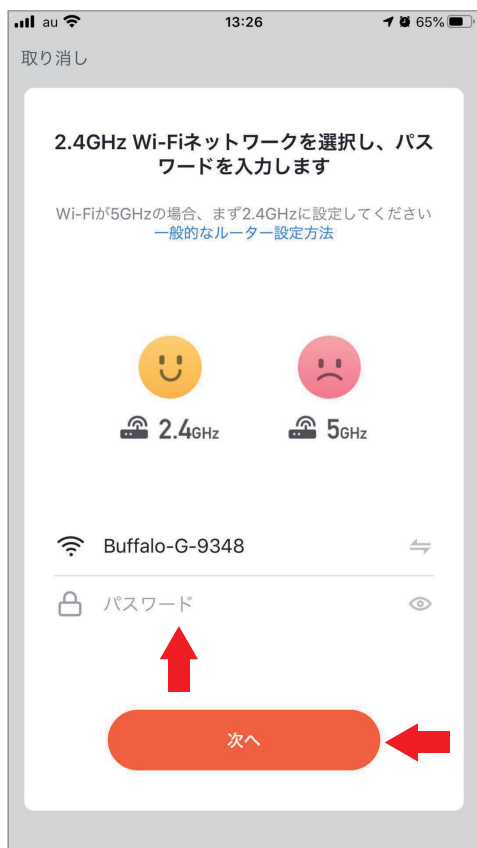 au 13:26 65%
取り消し
2.4GHz Wi-Fiネットワークを選択し、パス
ワードを入力します
Wi-Fiが5GHzの場合、まず2.4GHzに設定してください
一般的なルーター設定方法
2.4GHz 5GHz
Buffalo-G-9348
パスワード
次へ